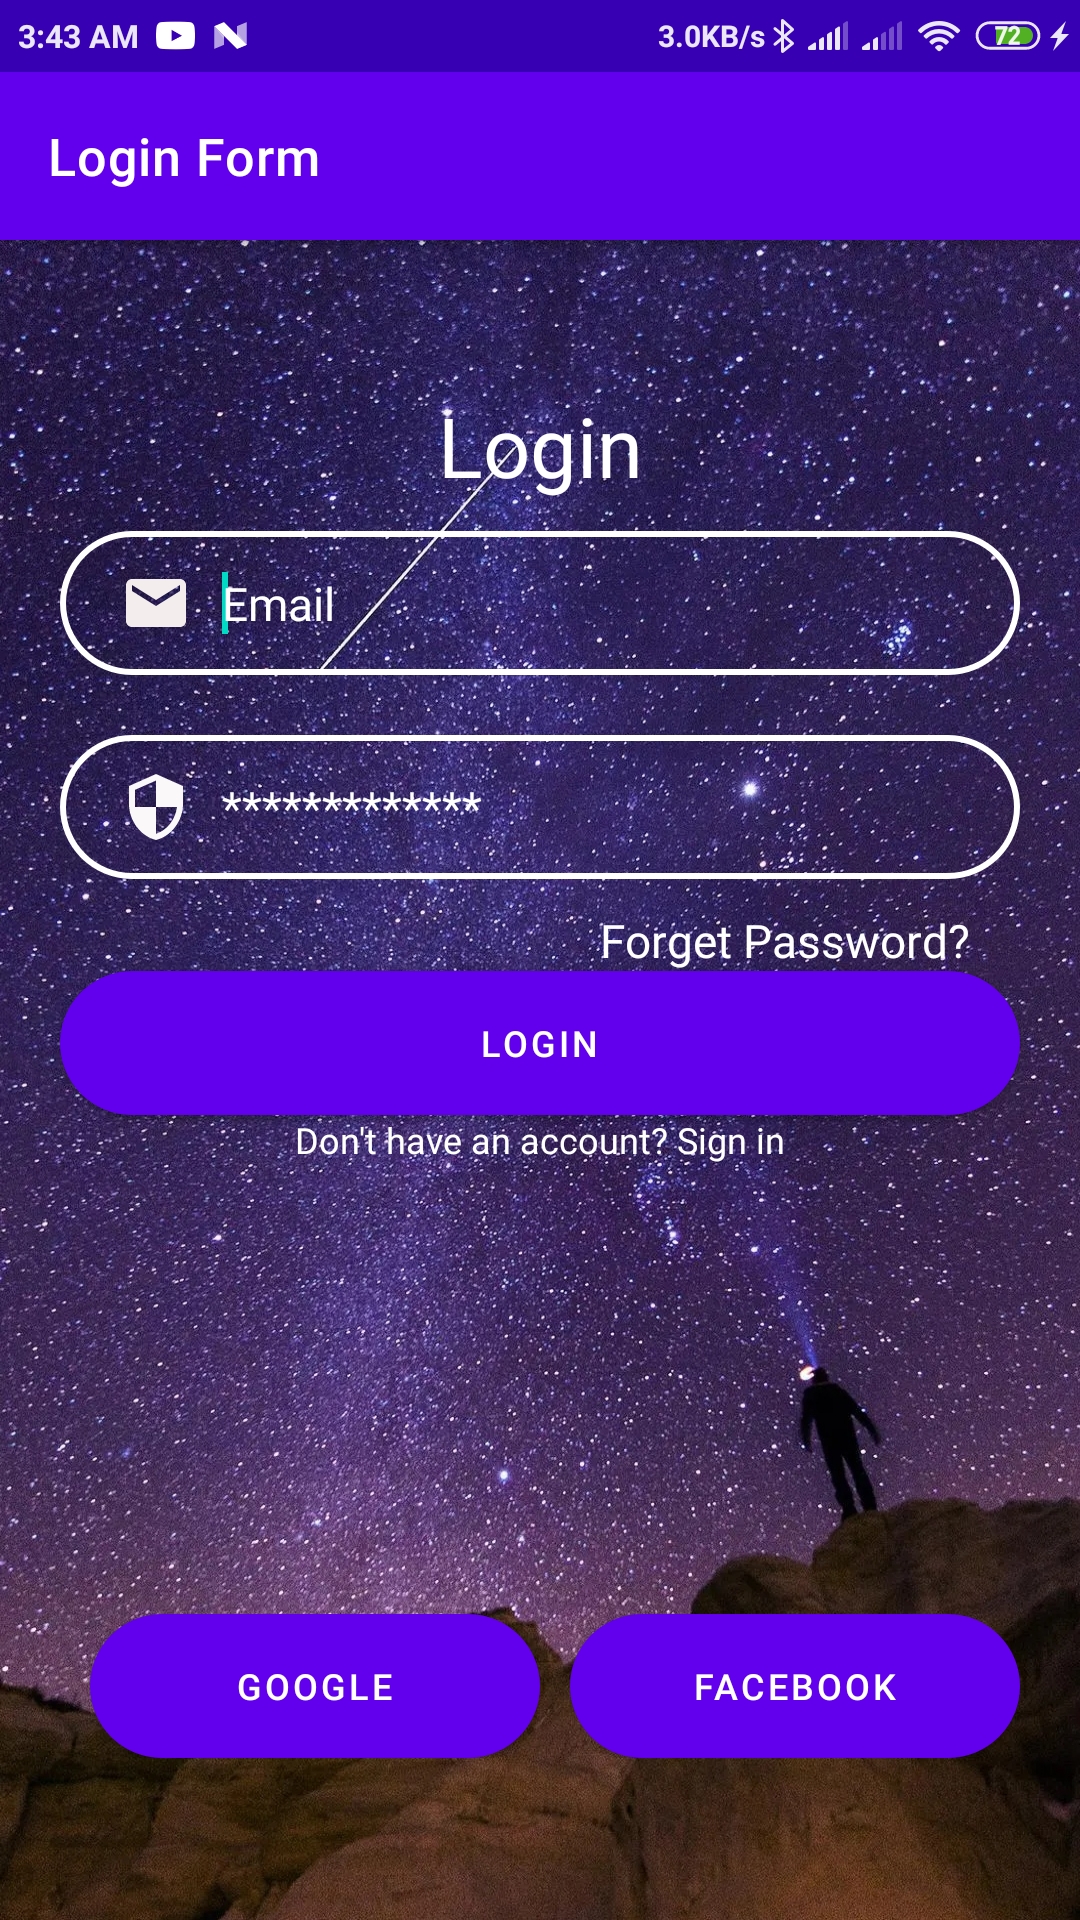 3:43 AM 3.0KB/s 72
Login Form
Login
Email
*************
Forget Password?
LOGIN
Don't have an account? Sign in
GOOGLE FACEBOOK